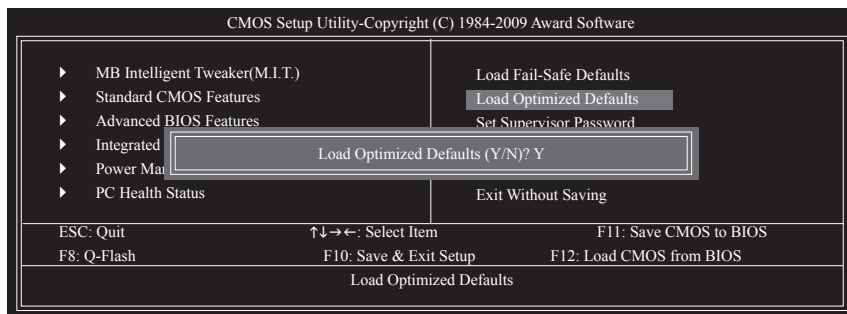 CMOS Setup Utility-Copyright (C) 1984-2009 Award Software
MB Intelligent Tweaker(M.I.T.)
Standard CMOS Features
Advanced BIOS Features
Integrated
Power
PC Health Status
Load Fail-Safe Defaults
Load Optimized Defaults
Set Supervisor Password
Exit Without Saving
Load Optimized Defaults (Y/N)? Y
ESC: Quit ↑↓→←: Select Item F11: Save CMOS to BIOS
F8: Q-Flash F10: Save & Exit Setup F12: Load CMOS from BIOS
Load Optimized Defaults